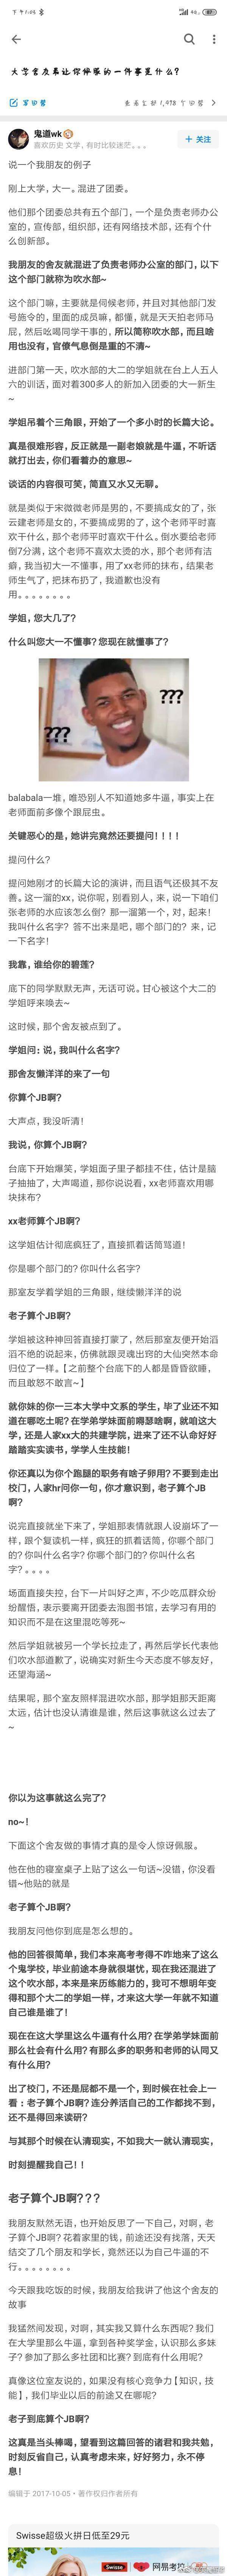 下午1:08
大学舍友最让你佩服的一件事是什么?
写回答
查看全部 1,098 个回答
鬼道wk
喜欢历史 文学，有时比较迷茫。。。
+ 关注
说一个我朋友的例子
刚上大学，大一。混进了团委。
他们那个团委总共有五个部门，一个是负责老师办公
室的，宣传部，组织部，还有网络技术部，还有个什
么创新部。
我朋友的舍友就混进了负责老师办公室的部门，以下
这个部门就称为吹水部~
这个部门嘛，主要就是伺候老师，并且对其他部门发
号施令的，里面的成员嘛，都懂，就是天天拍老师马
屁，然后吆喝同学干事的，所以简称吹水部，而且啥
用也没有，官僚气息倒是重的不清~
进部门第一天，吹水部的大二的学姐就在台上人五人
六的训话，面对着300多人的新加入团委的大一新生
~
学姐吊着个三角眼，开始了一个多小时的长篇大论。
真是很难形容，反正就是一副老娘就是牛逼，不听话
就打出去，你们看着办的意思~
谈话的内容很可笑，简直又水又无聊。
就是类似于宋微微老师是男的，不要搞成女的了，张
云建老师是女的，不要搞成男的了，这个老师平时喜
欢干什么，那个老师平时喜欢干什么。倒水要给老师
倒7分满，这个老师不喜欢太烫的水，那个老师有洁
癖，我当初大一不懂事，用了xx老师的抹布，结果老
师生气了，把抹布扔了，我道歉也没有
用。。。。。。。。
学姐，您大几了?
什么叫您大一不懂事? 您现在就懂事了?
???
???
balabala一堆，唯恐别人不知道她多牛逼，事实上在
老师面前多像个跟屁虫。
关键恶心的是，她讲完竟然还要提问！！！！
提问什么?
提问她刚才的长篇大论的演讲，而且语气还极其不友
善。这一溜的xx，说你呢，别看别人，来，说一下咱们
张老师的水应该怎么倒? 那一溜第一个，对，起来!
我叫什么名字? 答不出来是吧，哪个部门的? 来，记
一下名字!
我靠，谁给你的碧莲?
底下的同学默默无声，无话可说。甘心被这个大二的
学姐呼来唤去~
这时候，那个舍友被点到了。
学姐问: 说，我叫什么名字?
那舍友懒洋洋的来了一句
你算个JB啊?
大声点，我没听清!
我说，你算个JB啊?
台底下开始爆笑，学姐面子里子都挂不住，估计是脑
子抽抽了，大声喝道，那你说说看，xx老师喜欢用哪
块抹布?
xx老师算个JB啊?
这学姐估计彻底疯狂了，直接抓着话筒骂道!
你是哪个部门的? 你叫什么名字?
那室友学着学姐的三角眼，继续懒洋洋的说
老子算个JB啊?
学姐被这种神回答直接打蒙了，然后那室友便开始滔
滔不绝的说起来，仿佛就跟灵魂出窍的大仙突然本命
归位了一样。【之前整个台底下的人都是昏昏欲睡，
而且敢怒不敢言~】
就你妹的你一三本大学中文系的学生，毕了业还不知
道在哪吃土呢? 在学弟学妹面前嘚瑟啥啊，就咱这大
学，还是人家xx大的共建学院，进来了还不认命好好
踏踏实实读书，学学人生技能!
你还真以为你个跑腿的职务有啥子卵用? 不要到走出
校门，人家hr问你一句，你才意识到，老子算个JB
啊?
说完直接就坐下来了，学姐那表情就跟人设崩坏了一
样，跟个复读机一样，疯狂的抓着话筒，你哪个部门
的? 你叫什么名字? 你哪个部门的? 你叫什么名
字? 。。。。
场面直接失控，台下一片叫好之声，不少吃瓜群众纷
纷醒悟，表示要离开团委去泡图书馆，去学习有用的
知识而不是在这里混吃等死~
然后学姐就被另一个学长拉走了，再然后学长代表他
们吹水部道歉了，说确实对新生今天态度不够友好，
还望海涵~
结果呢，那个室友照样混进吹水部，那学姐那天距离
太远，估计也没认清谁是谁，然后这事就这么过去了
~
你以为这事就这么完了?
no~!
下面这个舍友做的事情才真的是令人惊讶佩服。
他在他的寝室桌子上贴了这么一句话~没错，你没看
错~他贴的就是
老子算个JB啊?
我朋友问他你到底是怎么想的。
他的回答很简单，我们本来高考考得不咋地来了这么
个鬼学校，毕业前途本身就很堪忧，现在我还混进了
这个吹水部，本来是来历练能力的，我可不想明年变
得和那个大二的学姐一样，才来这大学一年就不知道
自己谁是谁了!
现在在这大学里这么牛逼有什么用? 在学弟学妹面前
那么社会有什么用? 有那么多的职务和老师的认同又
有什么用?
出了校门，不还是屁都不是一个，到时候在社会上一
看: 老子算个JB啊? 连分养活自己的工作都找不到，
还不是得回来读研?
与其那个时候在认清现实，不如我大一就认清现实，
时刻提醒我自己!!
老子算个JB啊? ? ?
我朋友默然无语，也开始反思了一下自己，对啊，老
子算个JB啊? 花着家里的钱，前途还没有找落，天天
结交了几个朋友和学长，竟然还以为自己牛逼的不
行。。。。。。。。
今天跟我吃饭的时候，我朋友给我讲了他这个舍友的
故事
我猛然间发现，对啊，其实我又算什么东西呢? 我们
在大学里那么牛逼，拿到各种奖学金，认识那么多妹
子? 参加了那么多社团和比赛? 到底有什么用呢?
真像这位室友说的，如果没有核心竞争力【知识，技
能】，我们毕业以后的前途又在哪呢?
老子到底算个JB啊?
这真是当头棒喝，望看到这篇回答的诸君和我共勉，
时刻反省自己，认真考虑未来，好好努力，永不停
息!
编辑于 2017-10-05 · 著作权归作者所有
Swisse超级火拼日低至29元
Swisse
网易考拉